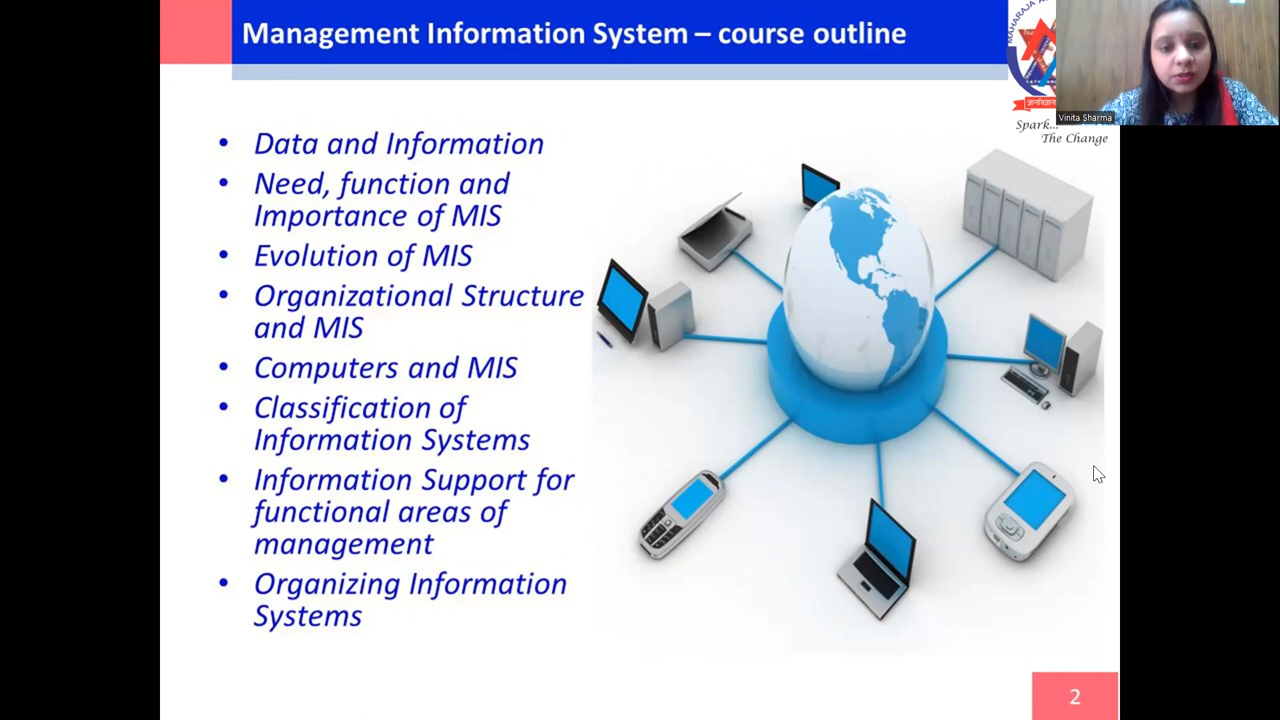 Management Information System – course outline
MAHARAJA A
Vinita Sharma
Spark...
The Change
• Data and Information
• Need, function and
Importance of MIS
• Evolution of MIS
• Organizational Structure
and MIS
• Computers and MIS
• Classification of
Information Systems
• Information Support for
functional areas of
management
• Organizing Information
Systems
2